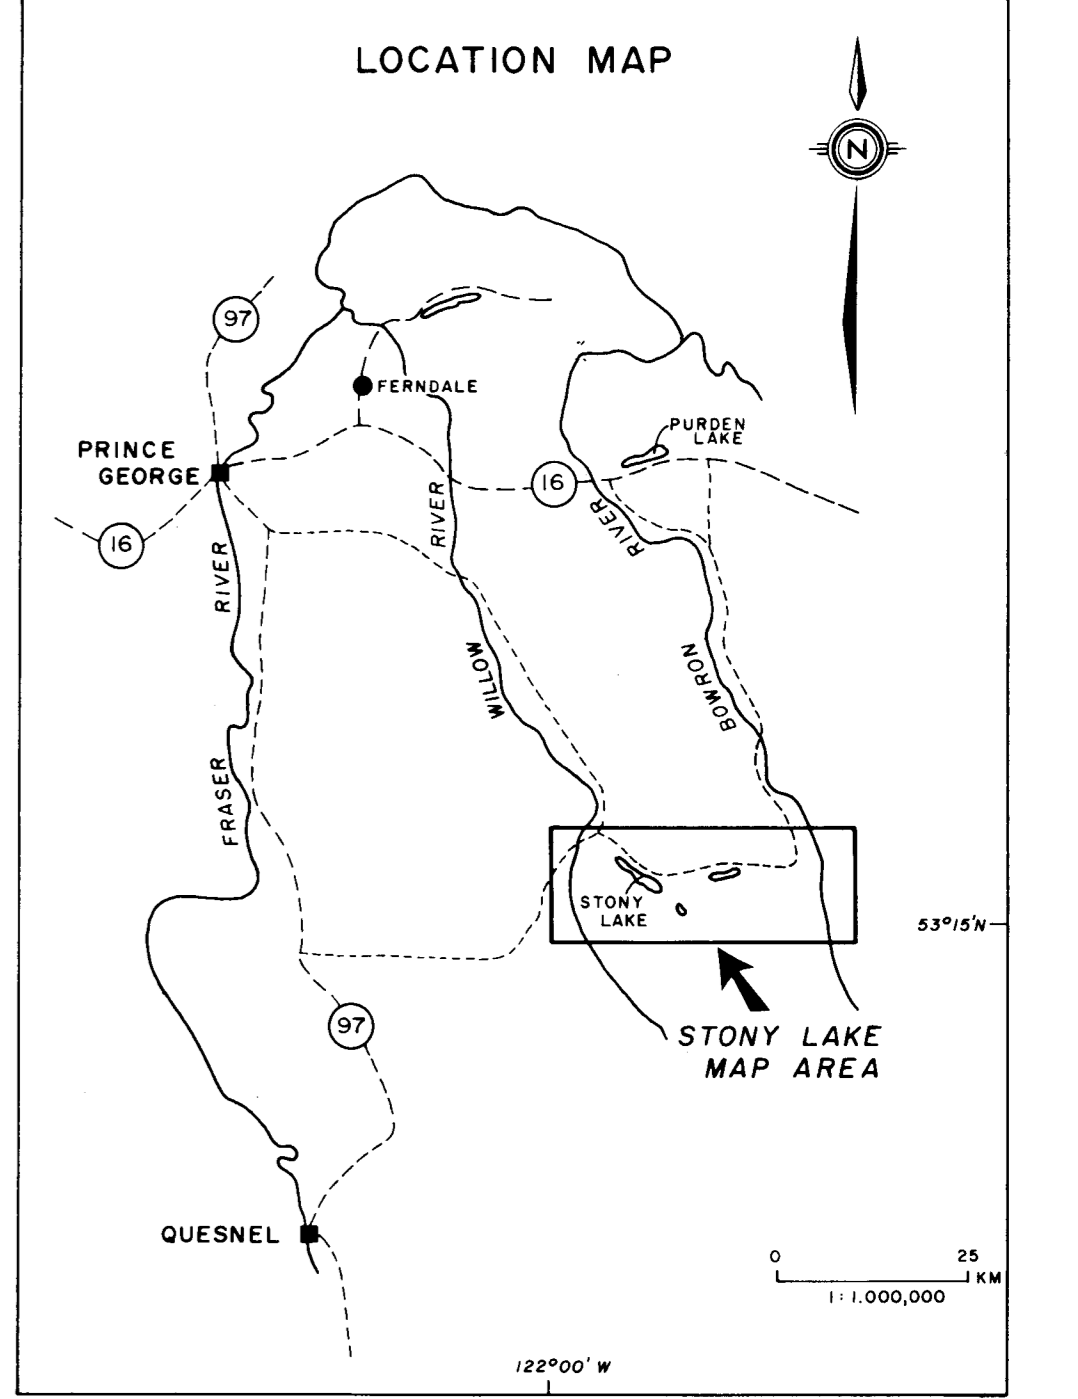 LOCATION MAP
N
97
FERNDALE
PURDEN
LAKE
PRINCE
GEORGE
16
16
RIVER
RIVER
RIVER
WILLOW
BOWRON
FRASER
STONY
LAKE
53°15'N
97
STONY LAKE
MAP AREA
QUESNEL
0 25
KM
1:1.000,000
122°00' W